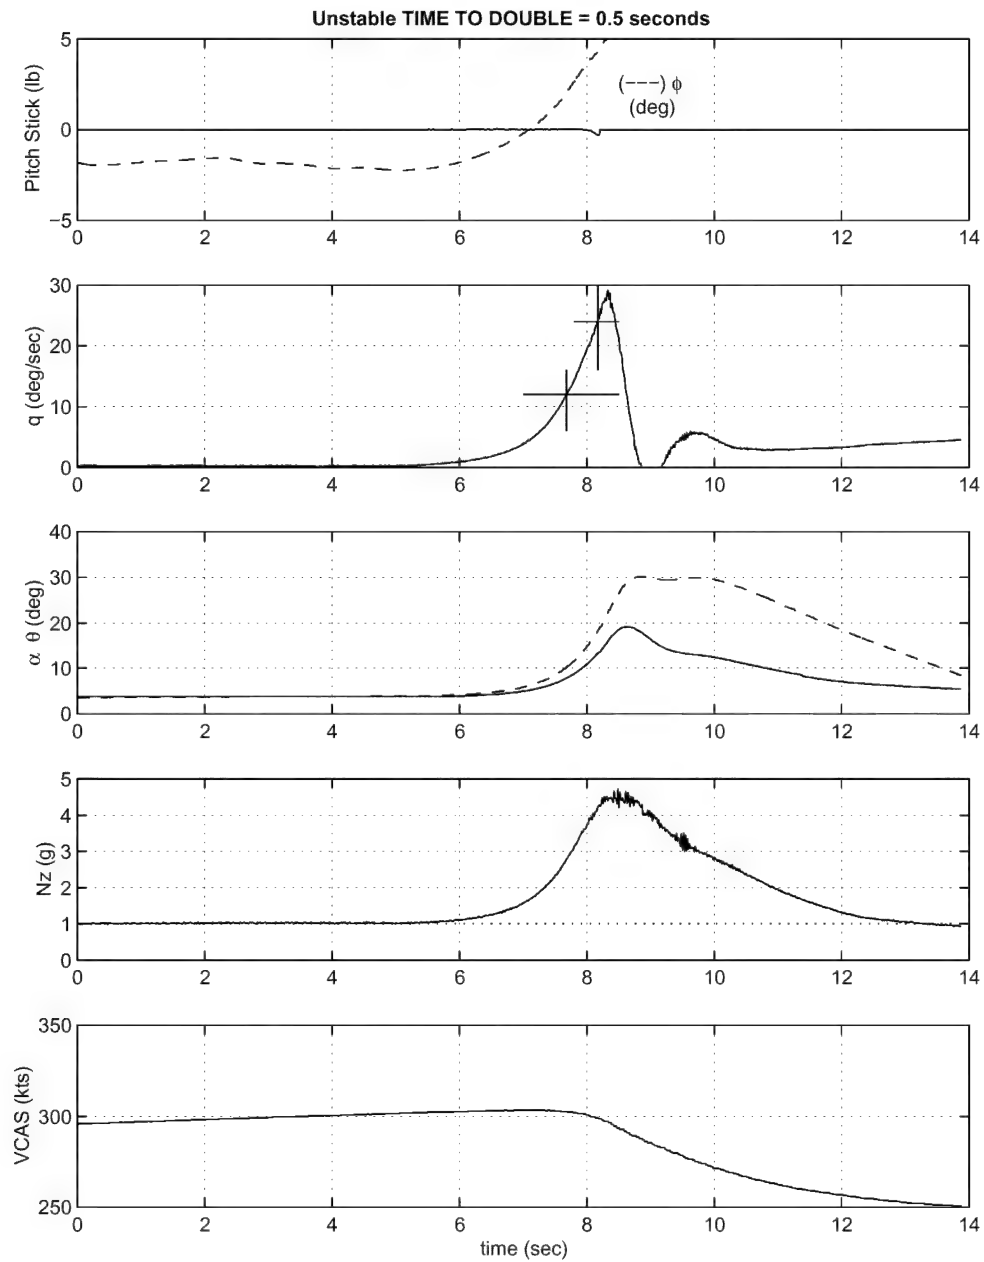 Unstable TIME TO DOUBLE = 0.5 seconds
Pitch Stick (lb)
5
0
−5
(−−−) ϕ
(deg)
0 2 4 6 8 10 12 14
q (deg/sec)
30
20
10
0
0 2 4 6 8 10 12 14
α θ (deg)
40
30
20
10
0
0 2 4 6 8 10 12 14
Nz (g)
5
4
3
2
1
0
0 2 4 6 8 10 12 14
VCAS (kts)
350
300
250
0 2 4 6 8 10 12 14
time (sec)